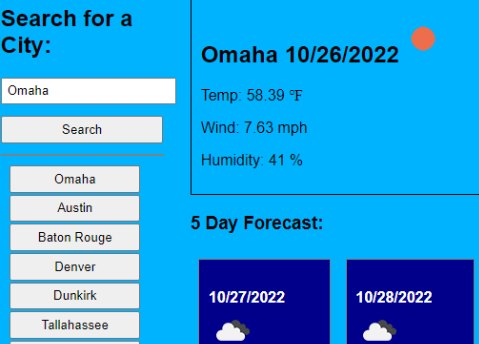 Search for a
City:
Omaha
Search
Omaha
Austin
Baton Rouge
Denver
Dunkirk
Tallahassee
Omaha 10/26/2022
Temp: 58.39 °F
Wind: 7.63 mph
Humidity: 41 %
5 Day Forecast:
10/27/2022
10/28/2022